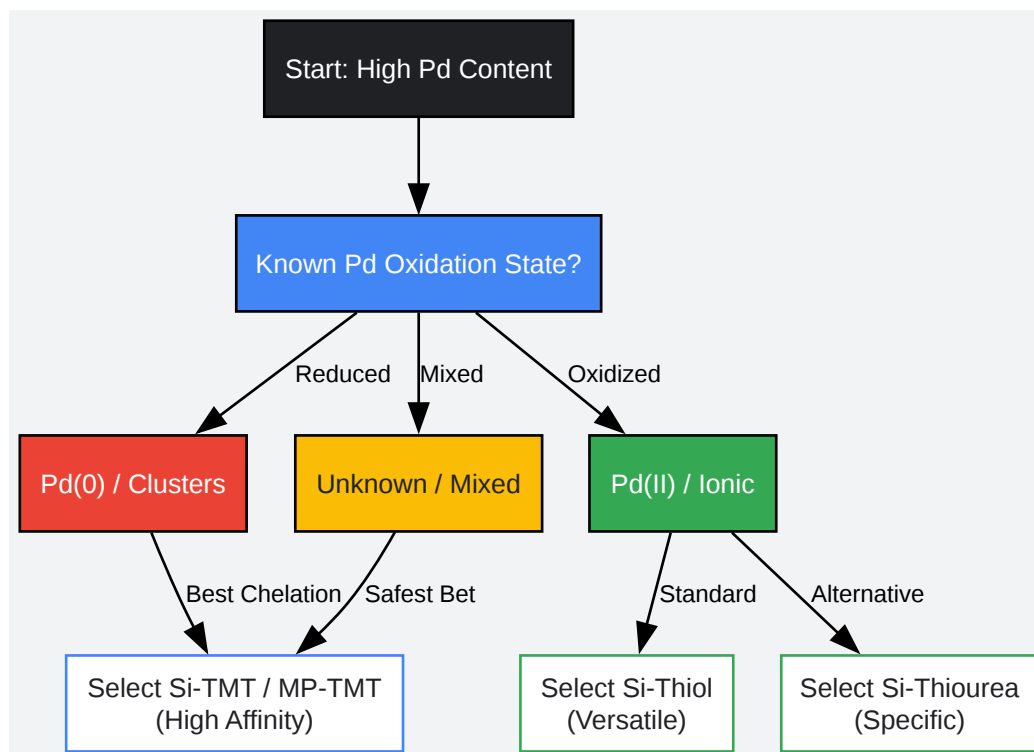 Start: High Pd Content
Known Pd Oxidation State?
Reduced
Mixed
Oxidized
Pd(0) / Clusters
Unknown / Mixed
Pd(II) / Ionic
Best Chelation
Safest Bet
Standard
Alternative
Select Si-TMT / MP-TMT
(High Affinity)
Select Si-Thiol
(Versatile)
Select Si-Thiourea
(Specific)